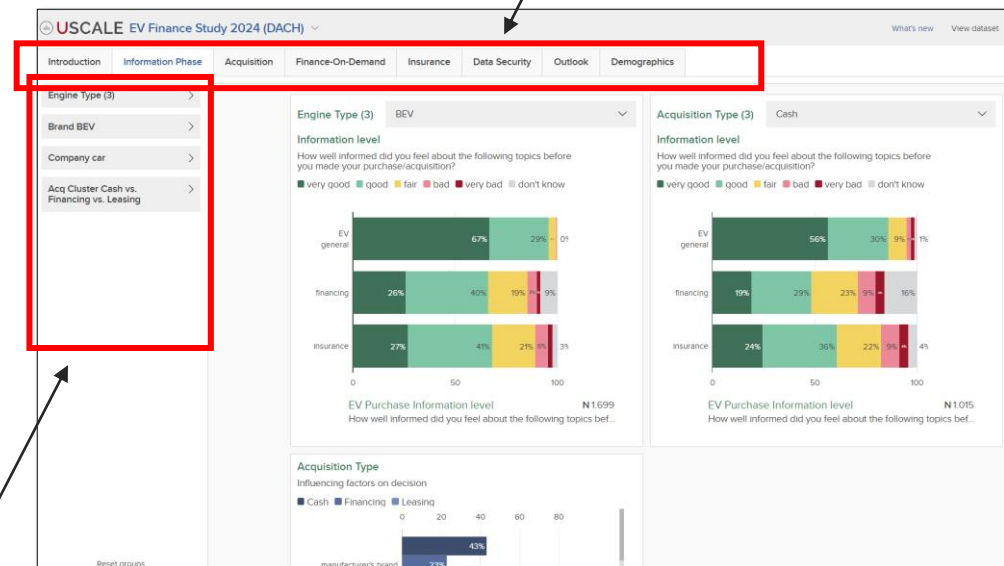 USCALE EV Finance Study 2024 (DACH)
What's new View dataset
Introduction Information Phase Acquisition Finance-On-Demand Insurance Data Security Outlook Demographics
Engine Type (3)
Brand BEV
Company car
Acq Cluster Cash vs.
Financing vs. Leasing
Reset groups
Engine Type (3) BEV
Information level
How well informed did you feel about the following topics before
you made your purchase/acquisition?
very good good fair bad very bad don't know
EV
general
67% 29% 0%
financing
26% 40% 19% 9%
insurance
27% 41% 21% 6% 3%
0 50 100
EV Purchase Information level N 1.699
How well informed did you feel about the following topics bef...
Acquisition Type (3) Cash
Information level
How well informed did you feel about the following topics before
you made your purchase/acquisition?
very good good fair bad very bad don't know
EV
general
56% 30% 9% 1%
financing
19% 29% 23% 9% 16%
insurance
24% 36% 22% 9% 4%
0 50 100
EV Purchase Information level N 1.015
How well informed did you feel about the following topics bef...
Acquisition Type
Influencing factors on decision
Cash Financing Leasing
0 20 40 60 80
43%
manufacturer's brand 23%